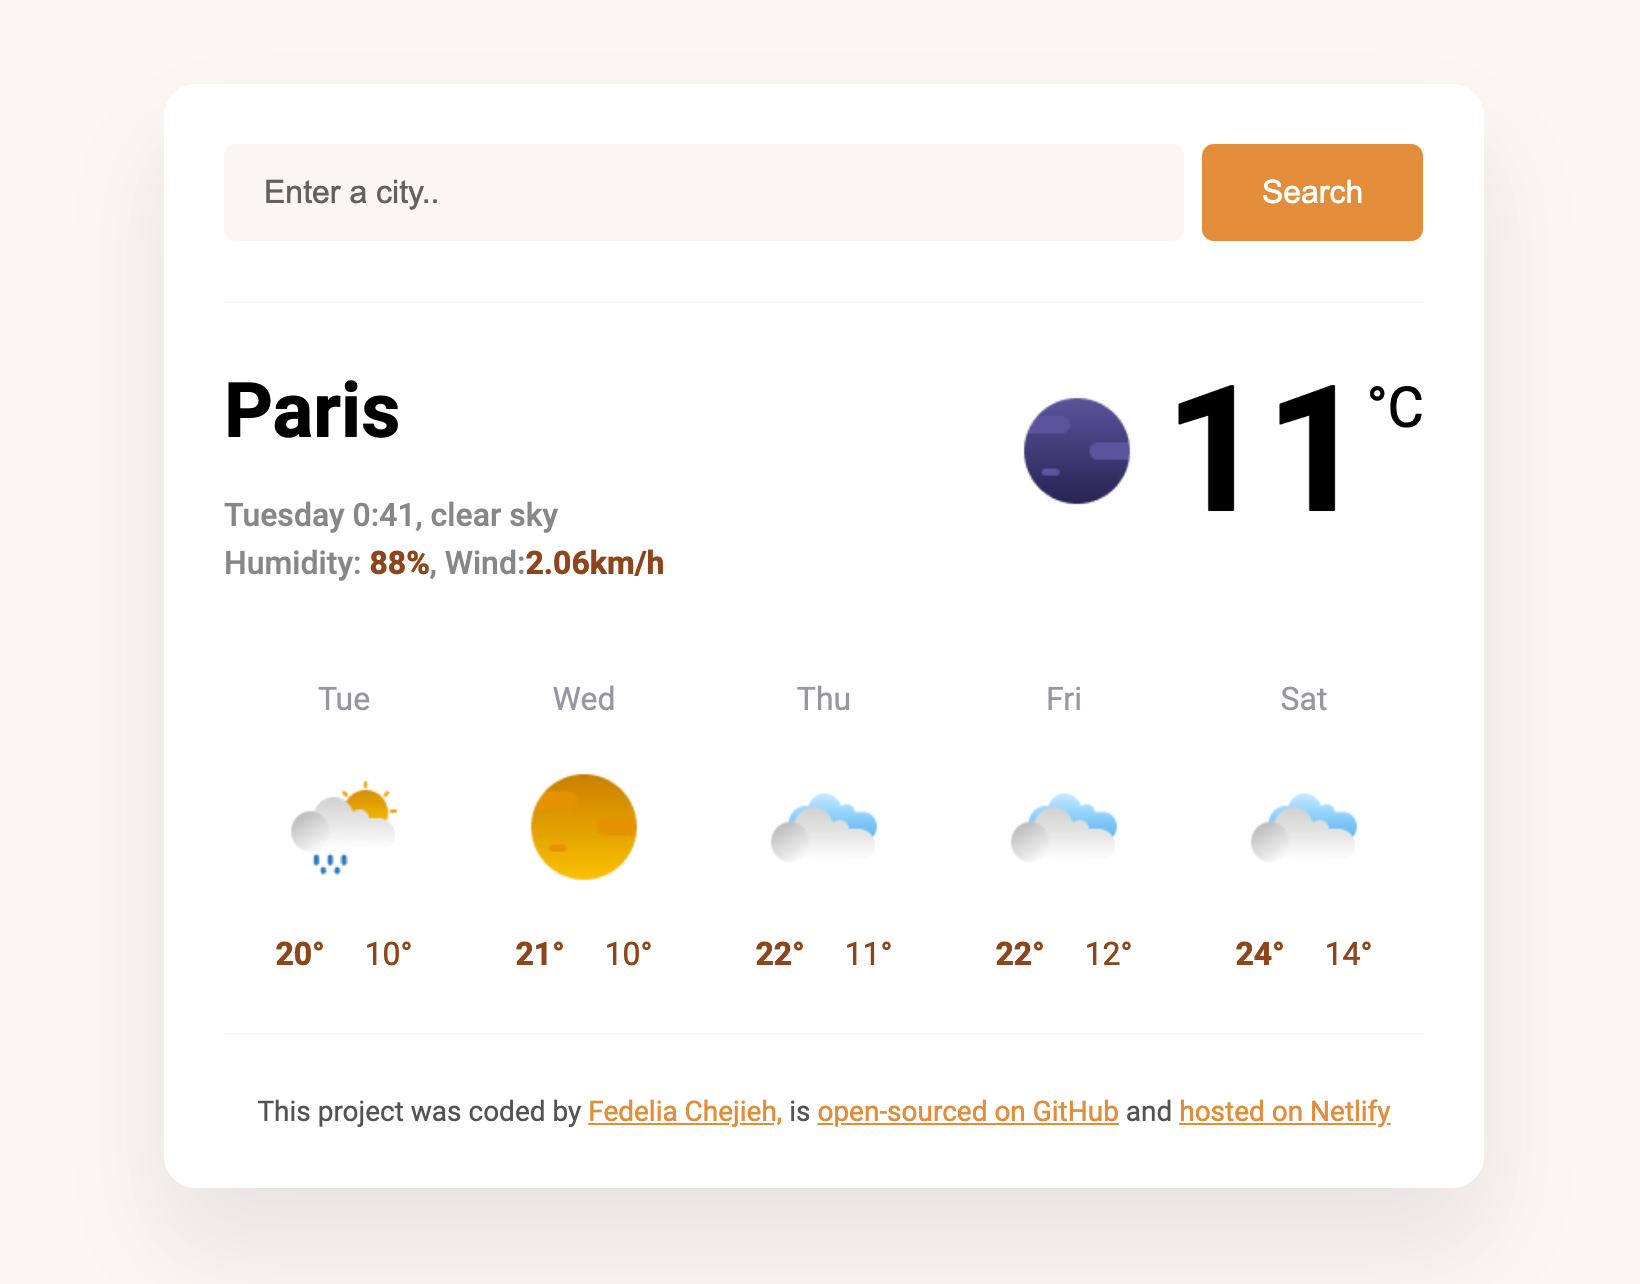 Enter a city..
Search
Paris
11 °C
Tuesday 0:41, clear sky
Humidity: 88%, Wind:2.06km/h
Tue Wed Thu Fri Sat
20° 10° 21° 10° 22° 11° 22° 12° 24° 14°
This project was coded by Fedelia Chejieh, is open-sourced on GitHub and hosted on Netlify